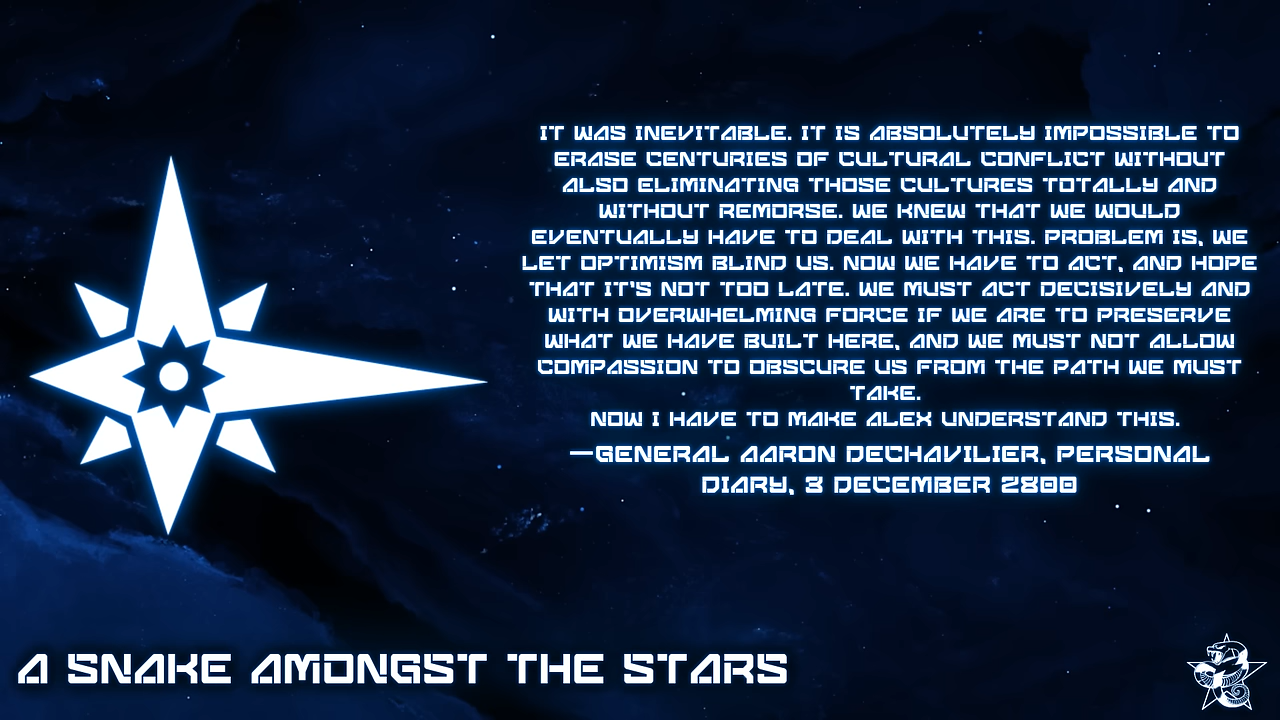 IT WAS INEVITABLE. IT IS ABSOLUTELY IMPOSSIBLE TO
ERASE CENTURIES OF CULTURAL CONFLICT WITHOUT
ALSO ELIMINATING THOSE CULTURES TOTALLY AND
WITHOUT REMORSE. WE KNEW THAT WE WOULD
EVENTUALLY HAVE TO DEAL WITH THIS. PROBLEM IS, WE
LET OPTIMISM BLIND US. NOW WE HAVE TO ACT, AND HOPE
THAT IT'S NOT TOO LATE. WE MUST ACT DECISIVELY AND
WITH OVERWHELMING FORCE IF WE ARE TO PRESERVE
WHAT WE HAVE BUILT HERE, AND WE MUST NOT ALLOW
COMPASSION TO OBSCURE US FROM THE PATH WE MUST
TAKE.
NOW I HAVE TO MAKE ALEX UNDERSTAND THIS.
—GENERAL AARON DECHAVILIER, PERSONAL
DIARY, 3 DECEMBER 2800
A SNAKE AMONGST THE STARS